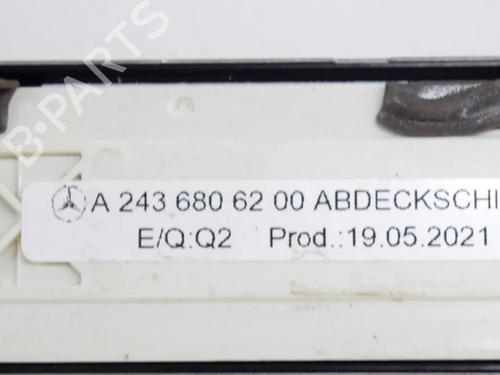 B-PARTS
A 243 680 62 00 ABDECKSCHI
E/Q:Q2 Prod.:19.05.2021